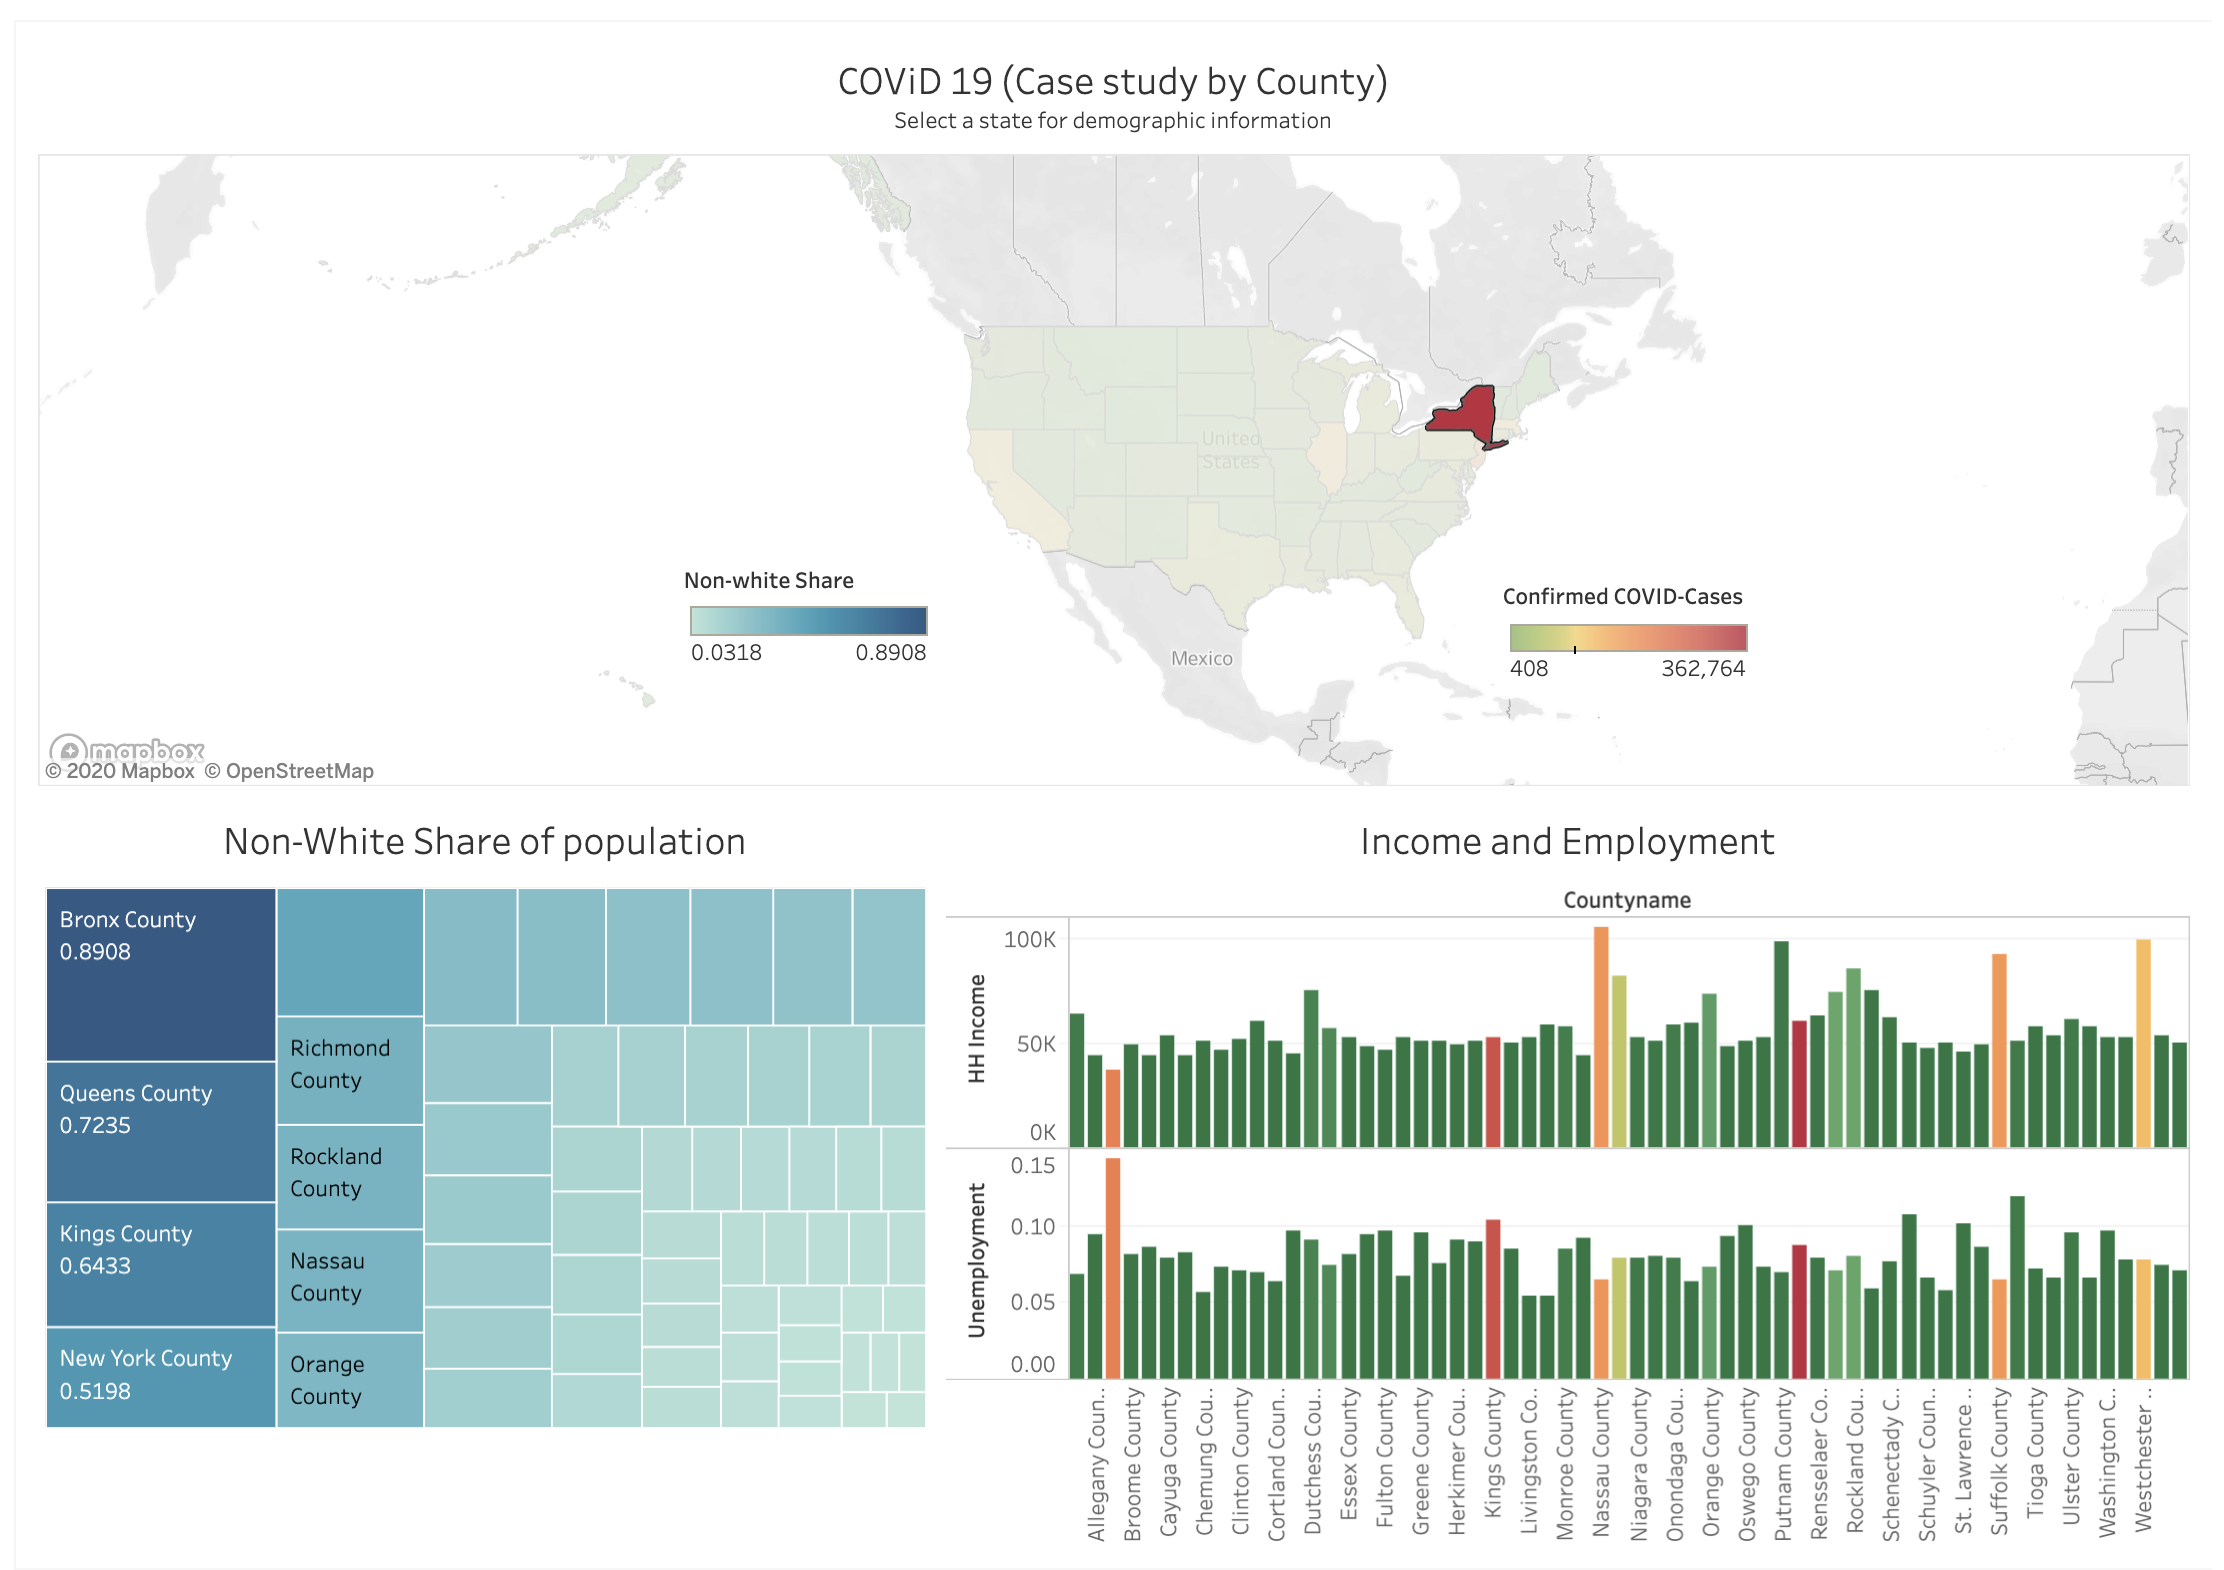 COViD 19 (Case study by County)
Select a state for demographic information
United
States
Mexico
Non-white Share
0.0318 0.8908
Confirmed COVID-Cases
408 362,764
mapbox
© 2020 Mapbox © OpenStreetMap
Non-White Share of population
Bronx County
0.8908
Queens County
0.7235
Kings County
0.6433
New York County
0.5198
Richmond
County
Rockland
County
Nassau
County
Orange
County
Income and Employment
Countyname
HH Income
100K
50K
0K
Unemployment
0.15
0.10
0.05
0.00
Allegany Coun..
Broome County
Cayuga County
Chemung Cou..
Clinton County
Cortland Coun..
Dutchess Cou..
Essex County
Fulton County
Greene County
Herkimer Cou..
Kings County
Livingston Co..
Monroe County
Nassau County
Niagara County
Onondaga Cou..
Orange County
Oswego County
Putnam County
Rensselaer Co..
Rockland Cou..
Schenectady C..
Schuyler Coun..
St. Lawrence ..
Suffolk County
Tioga County
Ulster County
Washington C..
Westchester ..